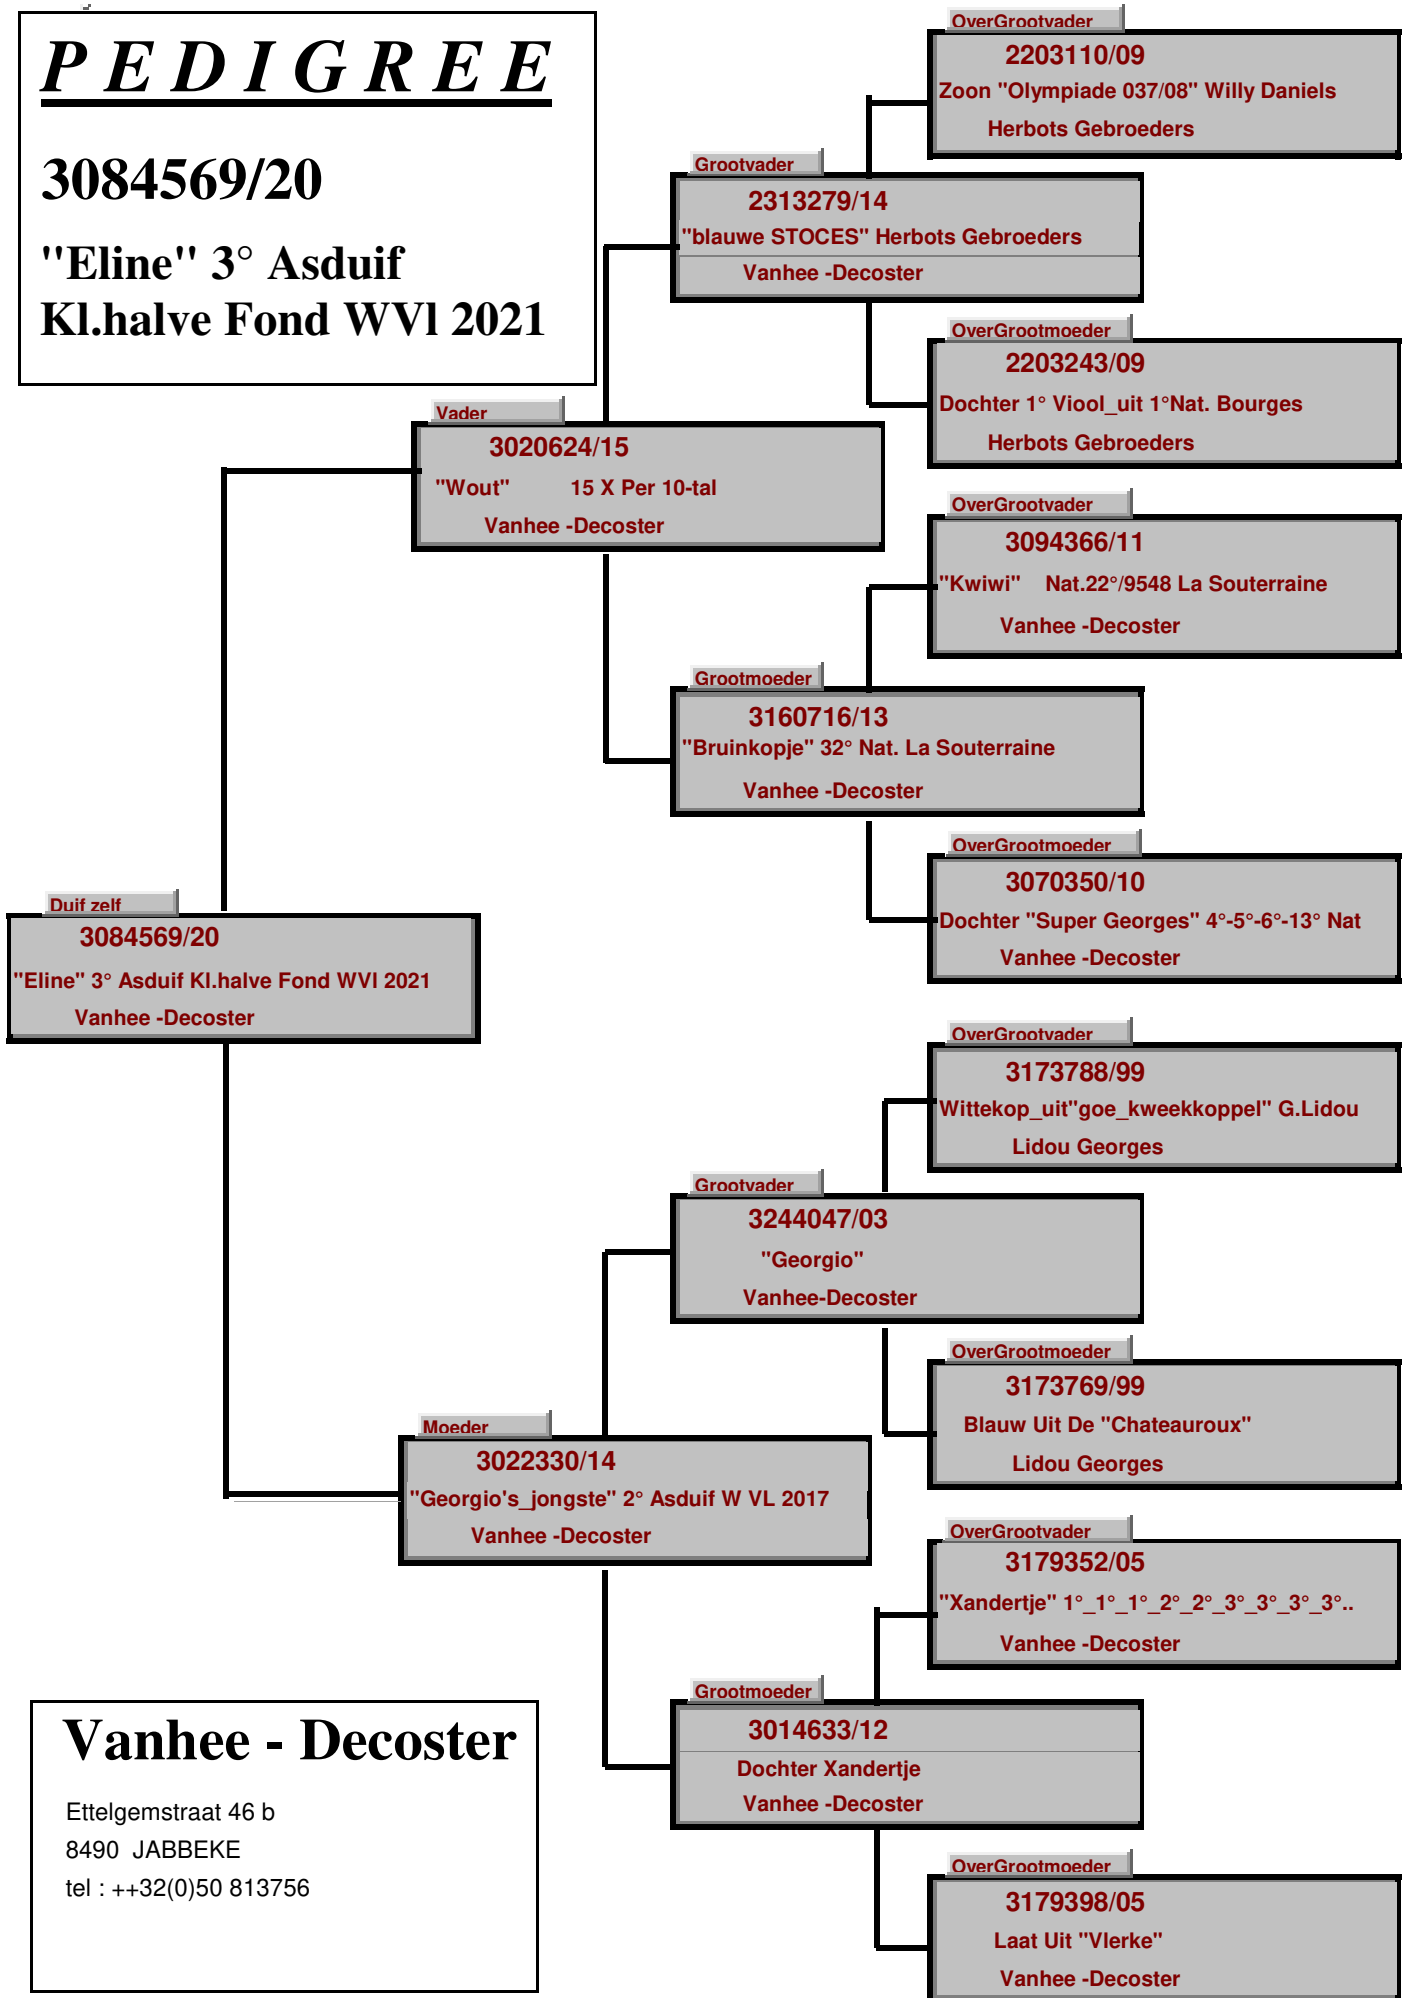 P E D I G R E E
3084569/20
"Eline" 3° Asduif
Kl.halve Fond WVl 2021
OverGrootvader
2203110/09
Zoon "Olympiade 037/08" Willy Daniels
Herbots Gebroeders
Grootvader
2313279/14
"blauwe STOCES" Herbots Gebroeders
Vanhee -Decoster
OverGrootmoeder
2203243/09
Dochter 1° Viool_uit 1°Nat. Bourges
Herbots Gebroeders
Vader
3020624/15
"Wout" 15 X Per 10-tal
Vanhee -Decoster
OverGrootvader
3094366/11
"Kwiwi" Nat.22°/9548 La Souterraine
Vanhee -Decoster
Grootmoeder
3160716/13
"Bruinkopje" 32° Nat. La Souterraine
Vanhee -Decoster
OverGrootmoeder
3070350/10
Dochter "Super Georges" 4°-5°-6°-13° Nat
Vanhee -Decoster
Duif zelf
3084569/20
"Eline" 3° Asduif Kl.halve Fond WVl 2021
Vanhee -Decoster
OverGrootvader
3173788/99
Wittekop_uit"goe_kweekkoppel" G.Lidou
Lidou Georges
Grootvader
3244047/03
"Georgio"
Vanhee-Decoster
OverGrootmoeder
3173769/99
Blauw Uit De "Chateauroux"
Lidou Georges
Moeder
3022330/14
"Georgio's_jongste" 2° Asduif W VL 2017
Vanhee -Decoster
OverGrootvader
3179352/05
"Xandertje" 1°_1°_1°_2°_2°_3°_3°_3°_3°..
Vanhee -Decoster
Grootmoeder
3014633/12
Dochter Xandertje
Vanhee -Decoster
OverGrootmoeder
3179398/05
Laat Uit "Vlerke"
Vanhee -Decoster
Vanhee - Decoster
Ettelgemstraat 46 b
8490 JABBEKE
tel : ++32(0)50 813756